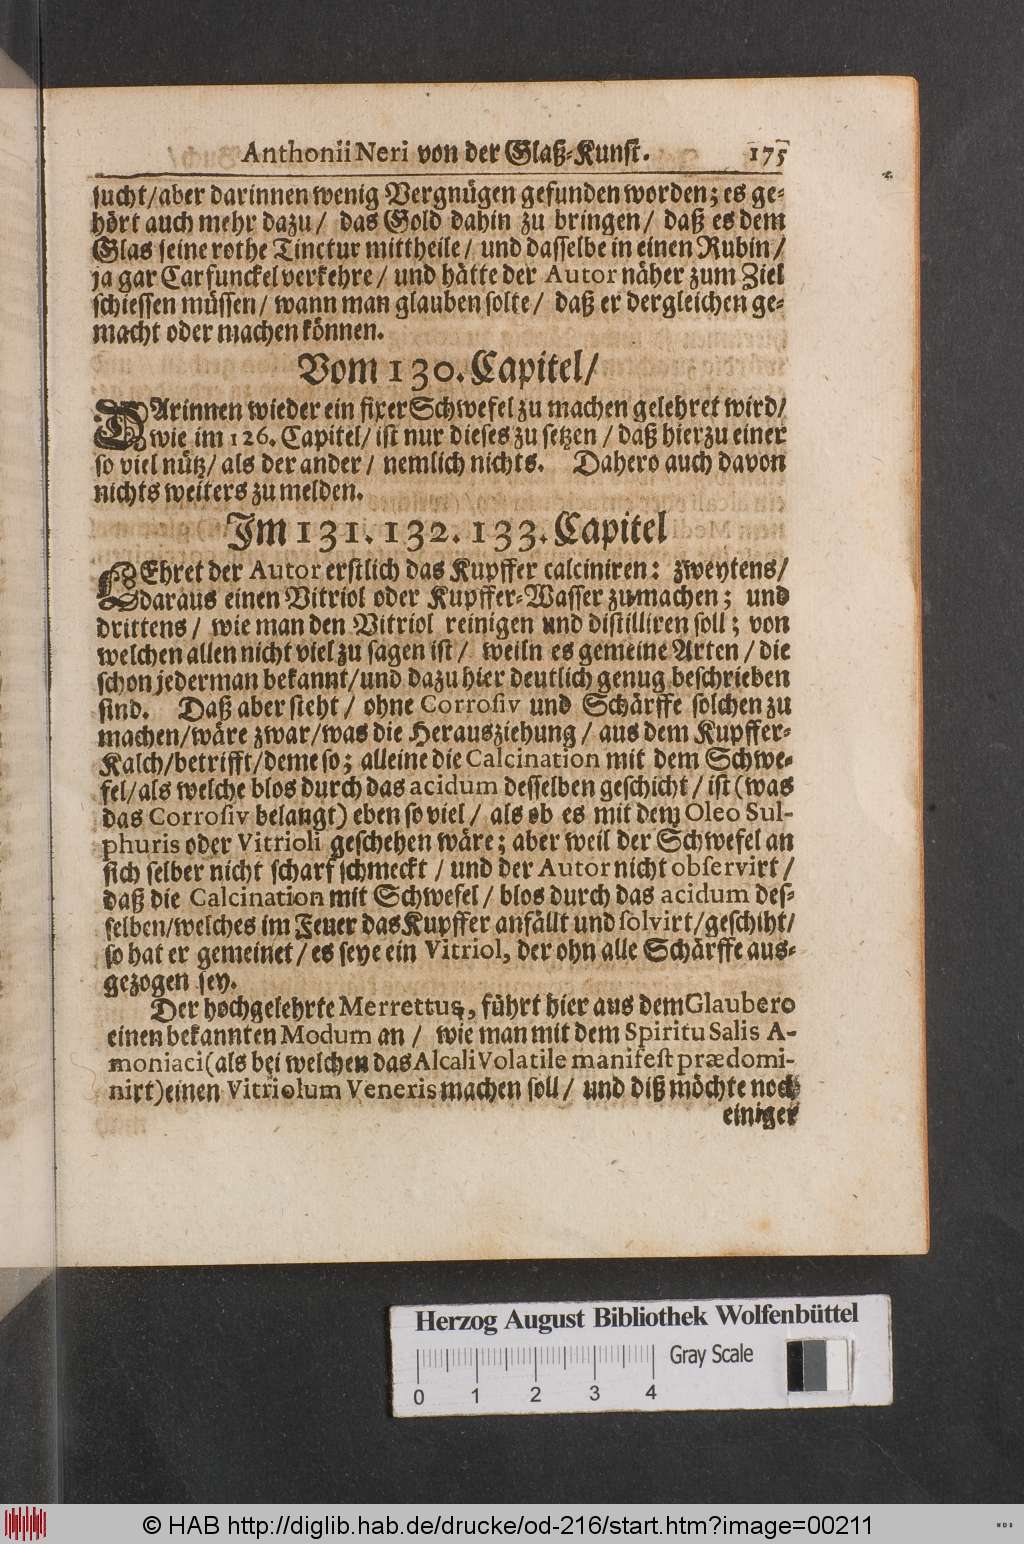 Anthonii Neri von der Glaß-Kunst. 175
sucht/ aber darinnen wenig Vergnügen gefunden worden; es ge-
hört auch mehr dazu/ das Gold dahin zu bringen/ daß es dem
Glas seine rothe Tinctur mittheile/ und dasselbe in einen Rubin/
ja gar Carfunckel verkehre/ und hätte der Autor näher zum Ziel
schiessen müssen/ wann man glauben solte/ daß er dergleichen ge-
macht oder machen können.
Vom 130. Capitel/
DArinnen wieder ein fixer Schwefel zu machen gelehret wird/
wie im 126. Capitel/ ist nur dieses zu setzen/ daß hierzu einer
so viel nütz/ als der ander/ nemlich nichts. Dahero auch davon
nichts weiters zu melden.
Im 131. 132. 133. Capitel
LEhret der Autor erstlich das Kupffer calciniren: zweytens/
daraus einen Vitriol oder Kupffer-Wasser zu machen; und
drittens/ wie man den Vitriol reinigen und distilliren soll; von
welchen allen nicht viel zu sagen ist/ weiln es gemeine Arten/ die
schon jederman bekannt/ und dazu hier deutlich genug beschrieben
sind. Daß aber steht/ ohne Corrosiv und Schärffe solchen zu
machen/ wäre zwar/ was die Herausziehung/ aus dem Kupffer-
Kalch/ betrifft/ deme so; alleine die Calcination mit dem Schwe-
fel/ als welche blos durch das acidum desselben geschicht/ ist (was
das Corrosiv belangt) eben so viel/ als ob es mit dem Oleo Sul-
phuris oder Vitrioli geschehen wäre; aber weil der Schwefel an
sich selber nicht scharf schmeckt/ und der Autor nicht observirt/
daß die Calcination mit Schwefel/ blos durch das acidum des-
selben/ welches im Feuer das Kupffer anfällt und solvirt/ geschiht/
so hat er gemeinet/ es seye ein Vitriol, der ohn alle Schärffe aus-
gezogen sey.
Der hochgelehrte Merrettus, führt hier aus dem Glaubero
einen bekannten Modum an/ wie man mit dem Spiritu Salis A-
moniaci (als bei welchen das Alcali Volatile manifest prædomi-
nirt) einen Vitriolum Veneris machen soll/ und diß möchte noch
einiger
Herzog August Bibliothek Wolfenbüttel
Gray Scale
0 1 2 3 4
© HAB http://diglib.hab.de/drucke/od-216/start.htm?image=00211